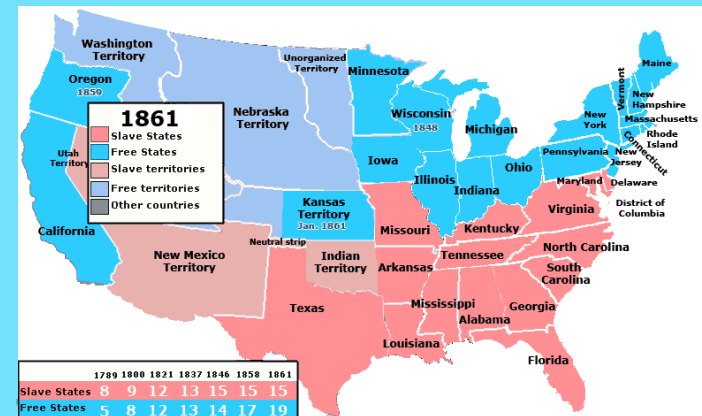 Washington
Territory
Unorganized
Territory
Minnesota
Maine
Oregon
1859
Vermont
New
Hampshire
Wisconsin
1848
Michigan
New
York
Massachusetts
Rhode
Island
Connecticut
1861
Slave States
Free States
Slave territories
Free territories
Other countries
Nebraska
Territory
Utah
Territory
Iowa
Illinois
Indiana
Ohio
Pennsylvania
New
Jersey
Maryland
Delaware
District of
Columbia
California
Kansas
Territory
Jan. 1861
Missouri
Kentucky
Virginia
Neutral strip
New Mexico
Territory
Indian
Territory
Arkansas
Tennessee
North Carolina
South
Carolina
Texas
Mississippi
Alabama
Georgia
Louisiana
Florida
1789 1800 1821 1837 1846 1858 1861
Slave States 8 9 12 13 15 15 15
Free States 5 8 12 13 14 17 19